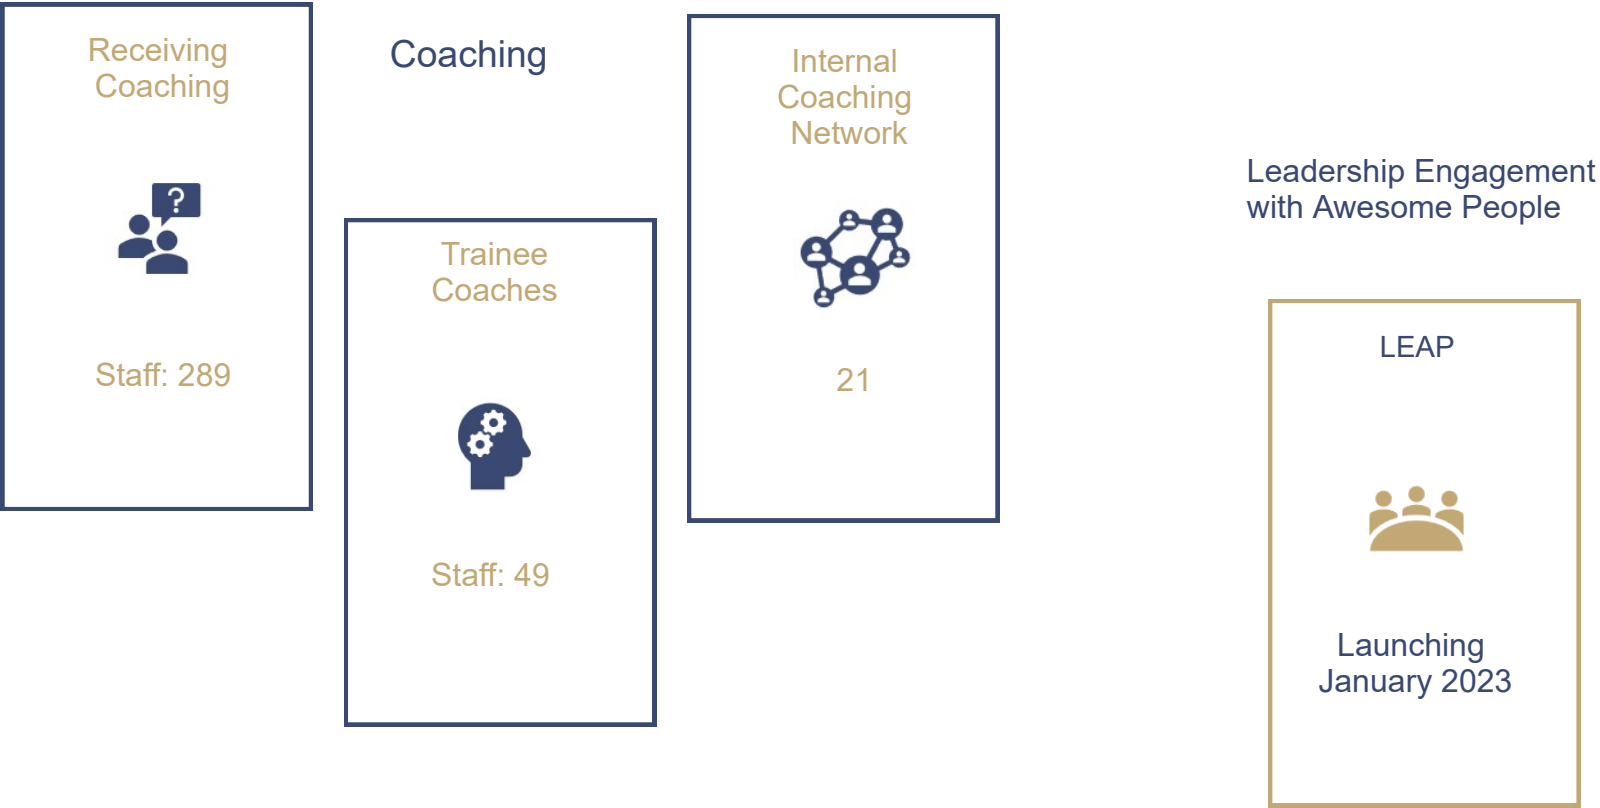 Coaching
Receiving
Coaching
?
Staff: 289
Trainee
Coaches
Staff: 49
Internal
Coaching
Network
21
Leadership Engagement
with Awesome People
LEAP
Launching
January 2023